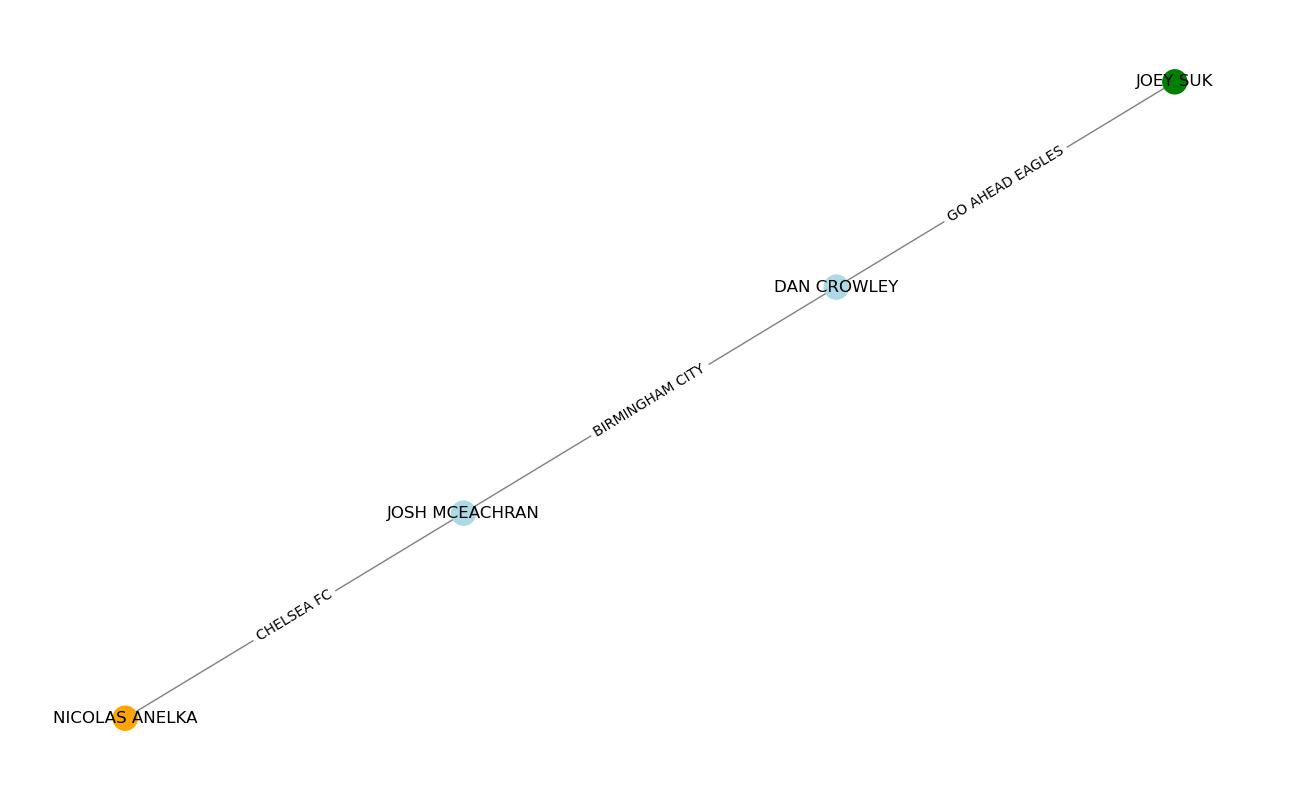 JOEY SUK
GO AHEAD EAGLES
DAN CROWLEY
BIRMINGHAM CITY
JOSH MCEACHRAN
CHELSEA FC
NICOLAS ANELKA